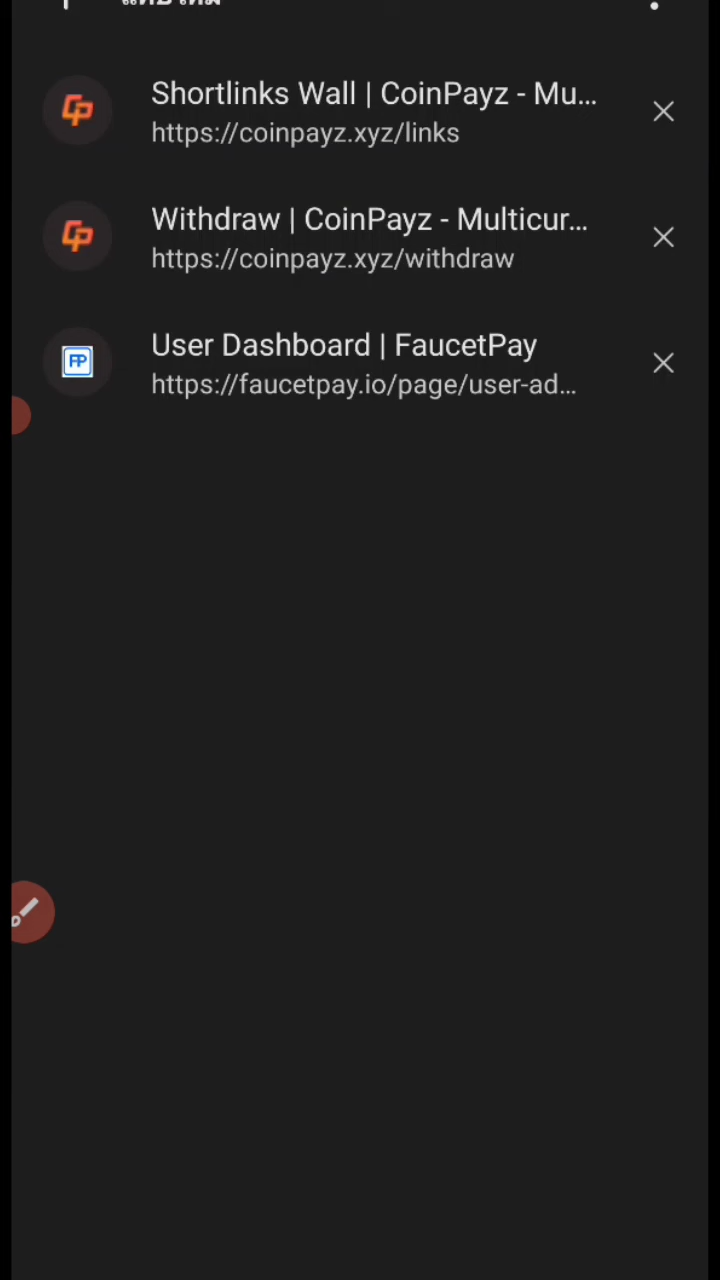 Shortlinks Wall | CoinPayz - Mu...
https://coinpayz.xyz/links
Withdraw | CoinPayz - Multicur...
https://coinpayz.xyz/withdraw
FP
User Dashboard | FaucetPay
https://faucetpay.io/page/user-ad...